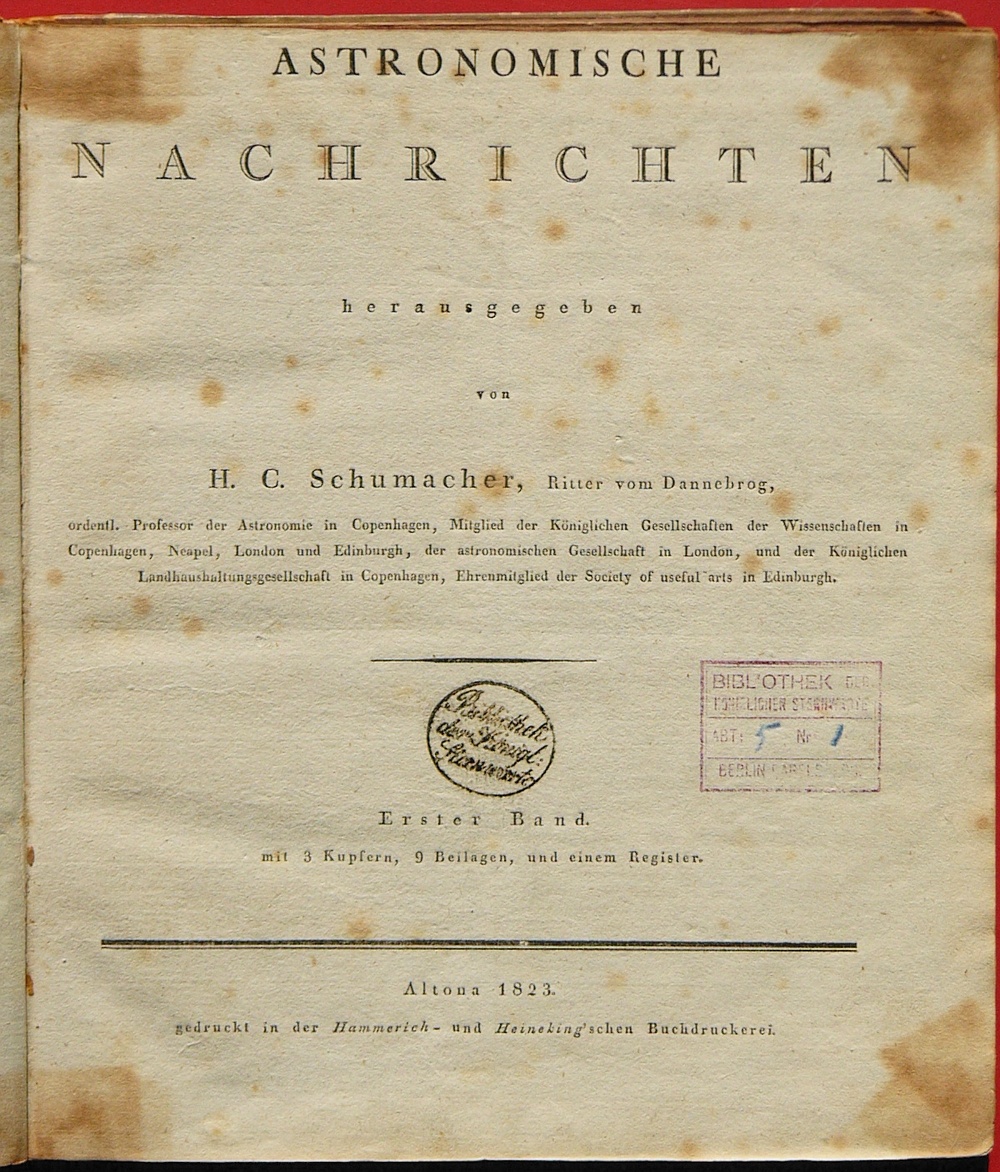 ASTRONOMISCHE
NACHRICHTEN
herausgegeben
von
H. C. Schumacher, Ritter vom Dannebrog,
ordentl. Professor der Astronomie in Copenhagen, Mitglied der Königlichen Gesellschaften der Wissenschaften in
Copenhagen, Neapel, London und Edinburgh, der astronomischen Gesellschaft in London, und der Königlichen
Landhaushaltungsgesellschaft in Copenhagen, Ehrenmitglied der Society of useful arts in Edinburgh.
Bibliothek
der Königl:
Sternwarte
BIBLIOTHEK DER
KÖNIGLICHEN STERNWARTE
ABT: 5 Nr 1
BERLIN BABELSBERG
Erster Band.
mit 3 Kupfern, 9 Beilagen, und einem Register.
Altona 1823.
gedruckt in der Hammerich- und Heineking'schen Buchdruckerei.